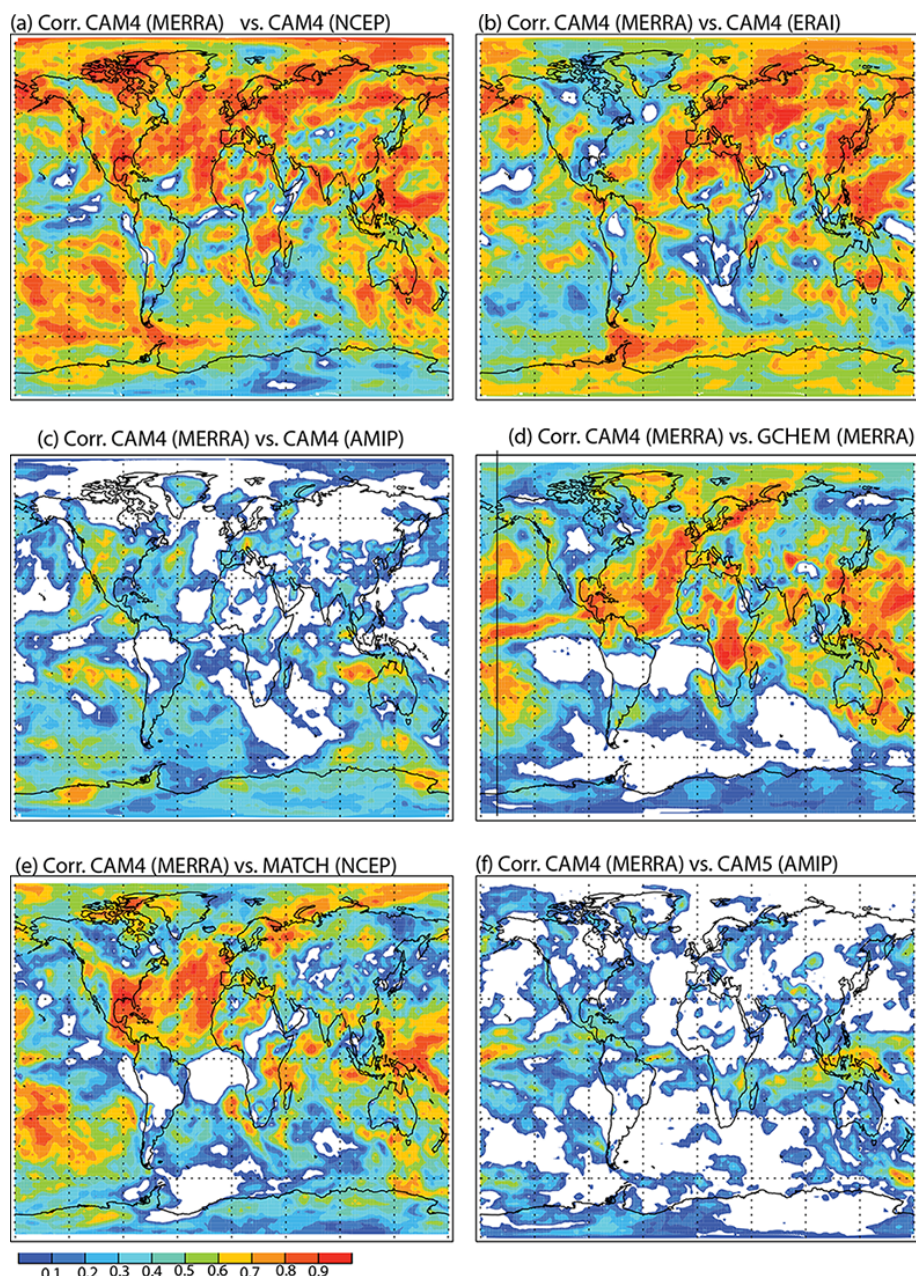 (a) Corr. CAM4 (MERRA) vs. CAM4 (NCEP)
(b) Corr. CAM4 (MERRA) vs CAM4 (ERAI)
(c) Corr. CAM4 (MERRA) vs. CAM4 (AMIP)
(d) Corr. CAM4 (MERRA) vs. GCHEM (MERRA)
(e) Corr. CAM4 (MERRA) vs. MATCH (NCEP)
(f) Corr. CAM4 (MERRA) vs. CAM5 (AMIP)
0.1 0.2 0.3 0.4 0.5 0.6 0.7 0.8 0.9